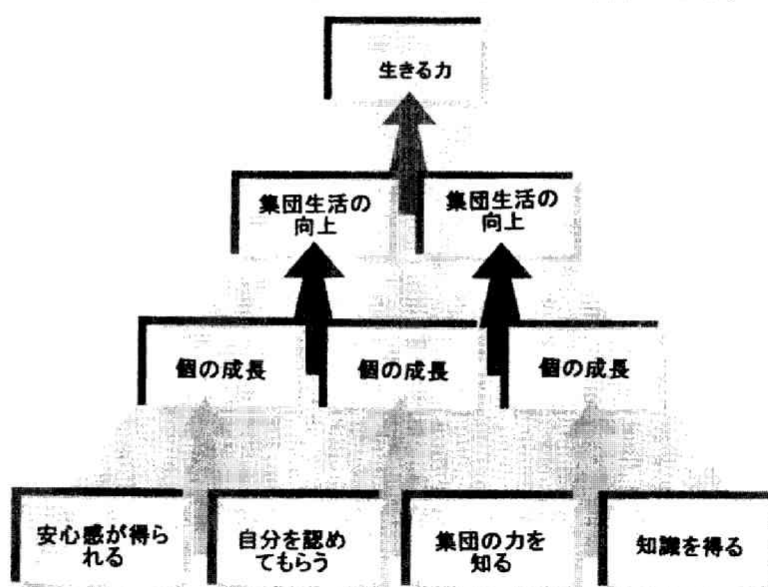 生きる力
集団生活の
向上
集団生活の
向上
個の成長
個の成長
個の成長
安心感が得ら
れる
自分を認め
てもらう
集団の力を
知る
知識を得る